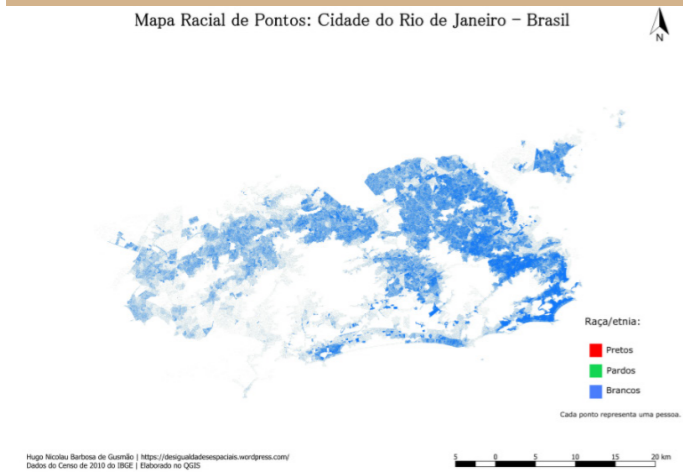 Mapa Racial de Pontos: Cidade do Rio de Janeiro – Brasil
N
Raça/etnia:
Pretos
Pardos
Brancos
Cada ponto representa uma pessoa.
Hugo Nicolau Barbosa de Gusmão | https://desigualdadesespaciais.wordpress.com/
Dados do Censo de 2010 do IBGE | Elaborado no QGIS
5 0 5 10 15 20 km